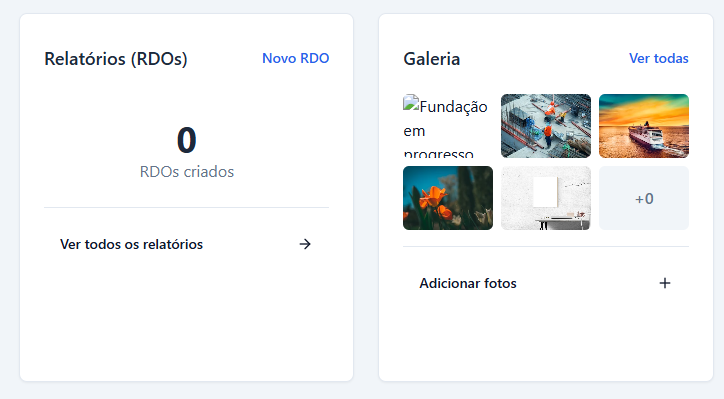 Relatórios (RDOs)
Novo RDO
0
RDOs criados
Ver todos os relatórios
Galeria
Ver todas
Fundação
em
progresso
+0
Adicionar fotos